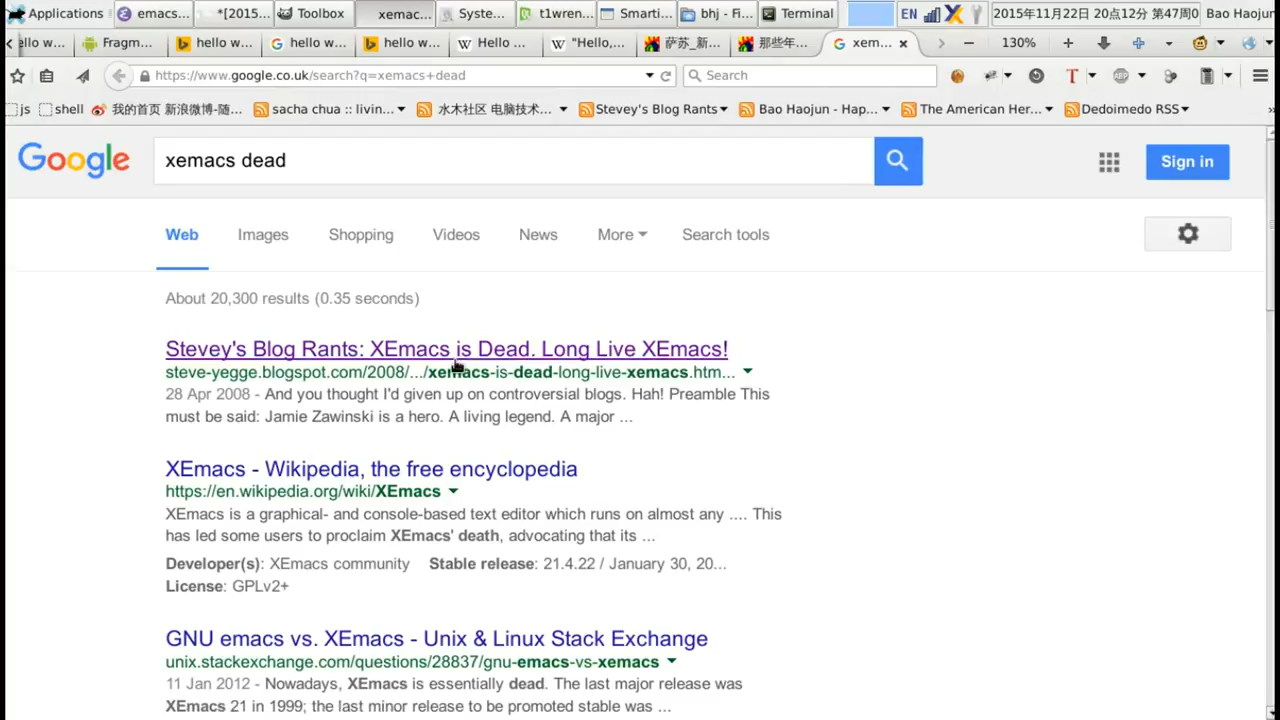 Applications emacs... *[2015... Toolbox xemac... Syste... t1wren... Smarti... bhj - Fi... Terminal EN 2015年11月22日 20点12分 第47周0 Bao Haojun
ello w... Fragm... hello w... hello w... hello w... Hello ... "Hello,... 萨苏_新... 那些年... xem... 130%
https://www.google.co.uk/search?q=xemacs+dead Search
js shell 我的首页 新浪微博-随... sacha chua :: livin... 水木社区 电脑技术... Stevey's Blog Rants Bao Haojun - Hap... The American Her... Dedoimedo RSS
Google xemacs dead Sign in
Web Images Shopping Videos News More Search tools
About 20,300 results (0.35 seconds)
Stevey's Blog Rants: XEmacs is Dead. Long Live XEmacs!
steve-yegge.blogspot.com/2008/.../xemacs-is-dead-long-live-xemacs.htm...
28 Apr 2008 - And you thought I'd given up on controversial blogs. Hah! Preamble This
must be said: Jamie Zawinski is a hero. A living legend. A major ...
XEmacs - Wikipedia, the free encyclopedia
https://en.wikipedia.org/wiki/XEmacs
XEmacs is a graphical- and console-based text editor which runs on almost any .... This
has led some users to proclaim XEmacs' death, advocating that its ...
Developer(s): XEmacs community Stable release: 21.4.22 / January 30, 20...
License: GPLv2+
GNU emacs vs. XEmacs - Unix & Linux Stack Exchange
unix.stackexchange.com/questions/28837/gnu-emacs-vs-xemacs
11 Jan 2012 - Nowadays, XEmacs is essentially dead. The last major release was
XEmacs 21 in 1999; the last minor release to be promoted stable was ...